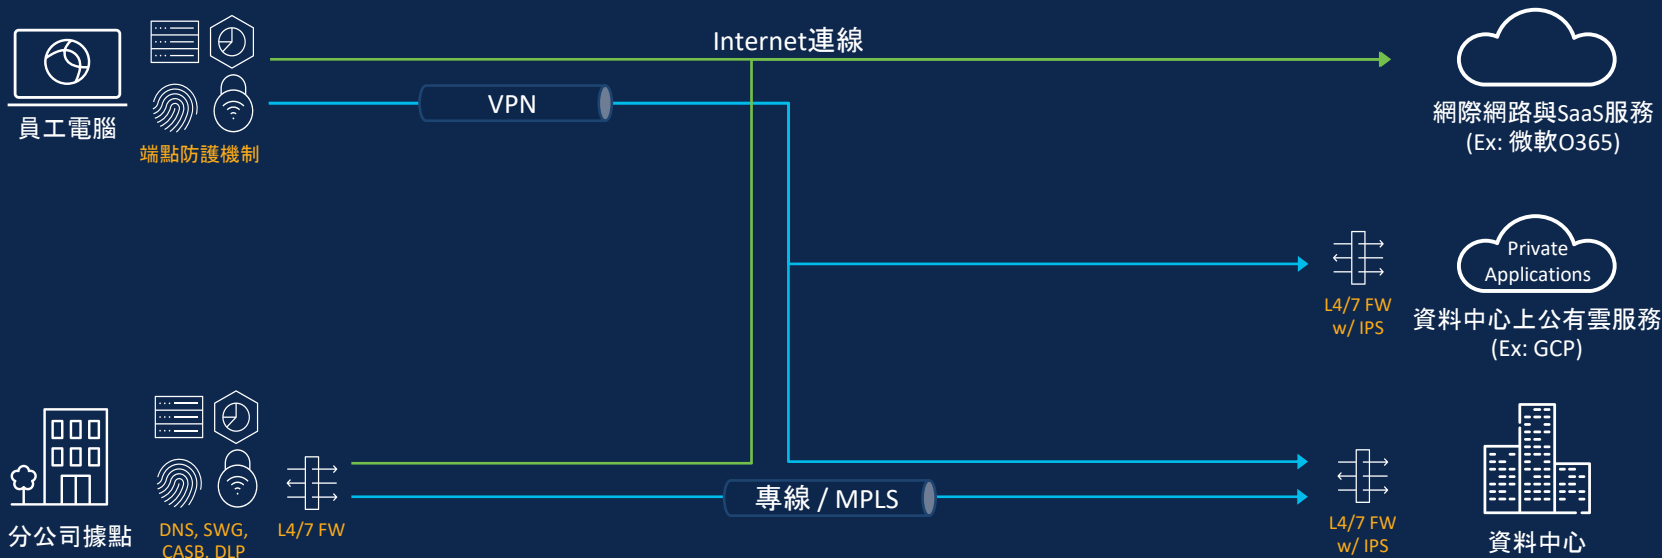 Internet連線
VPN
員工電腦
端點防護機制
網際網路與SaaS服務
(Ex: 微軟O365)
Private
Applications
L4/7 FW
w/ IPS
資料中心上公有雲服務
(Ex: GCP)
專線 / MPLS
分公司據點
DNS, SWG,
CASB, DLP
L4/7 FW
L4/7 FW
w/ IPS
資料中心